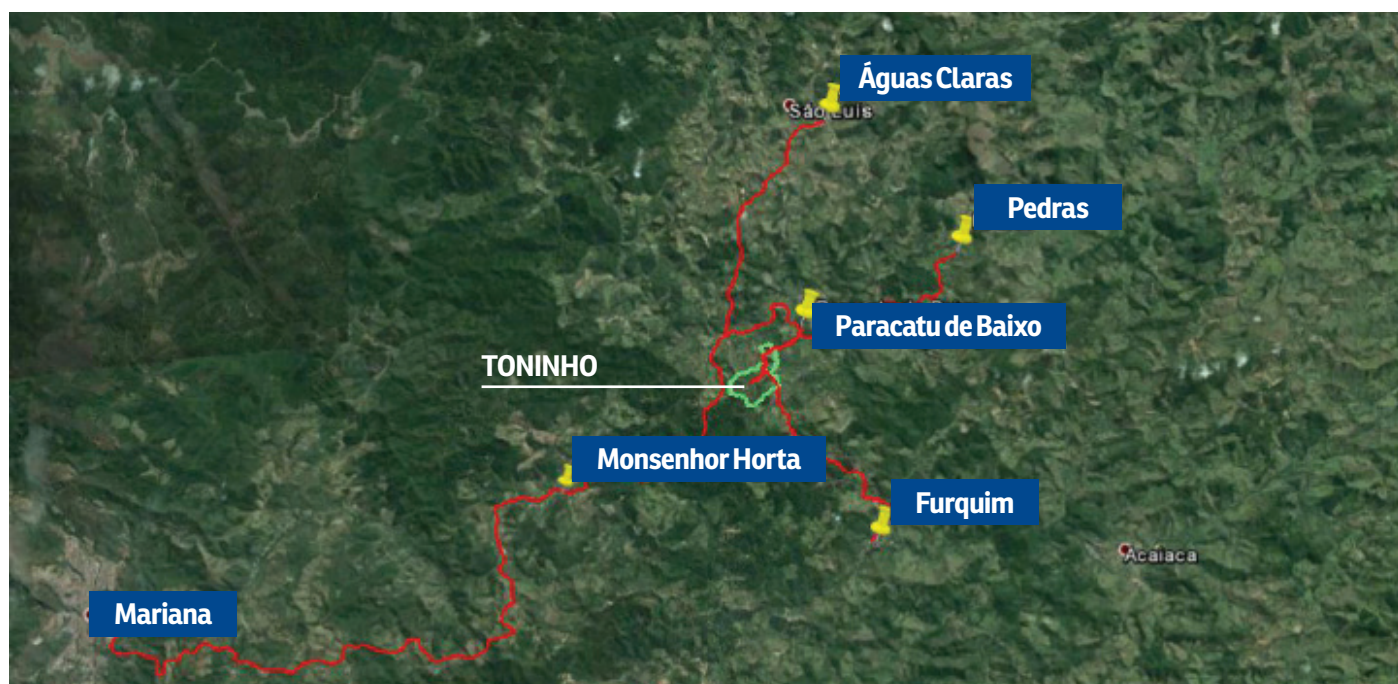 Águas Claras
São Luís
Pedras
Paracatu de Baixo
TONINHO
Monsenhor Horta
Furquim
Acaiaca
Mariana